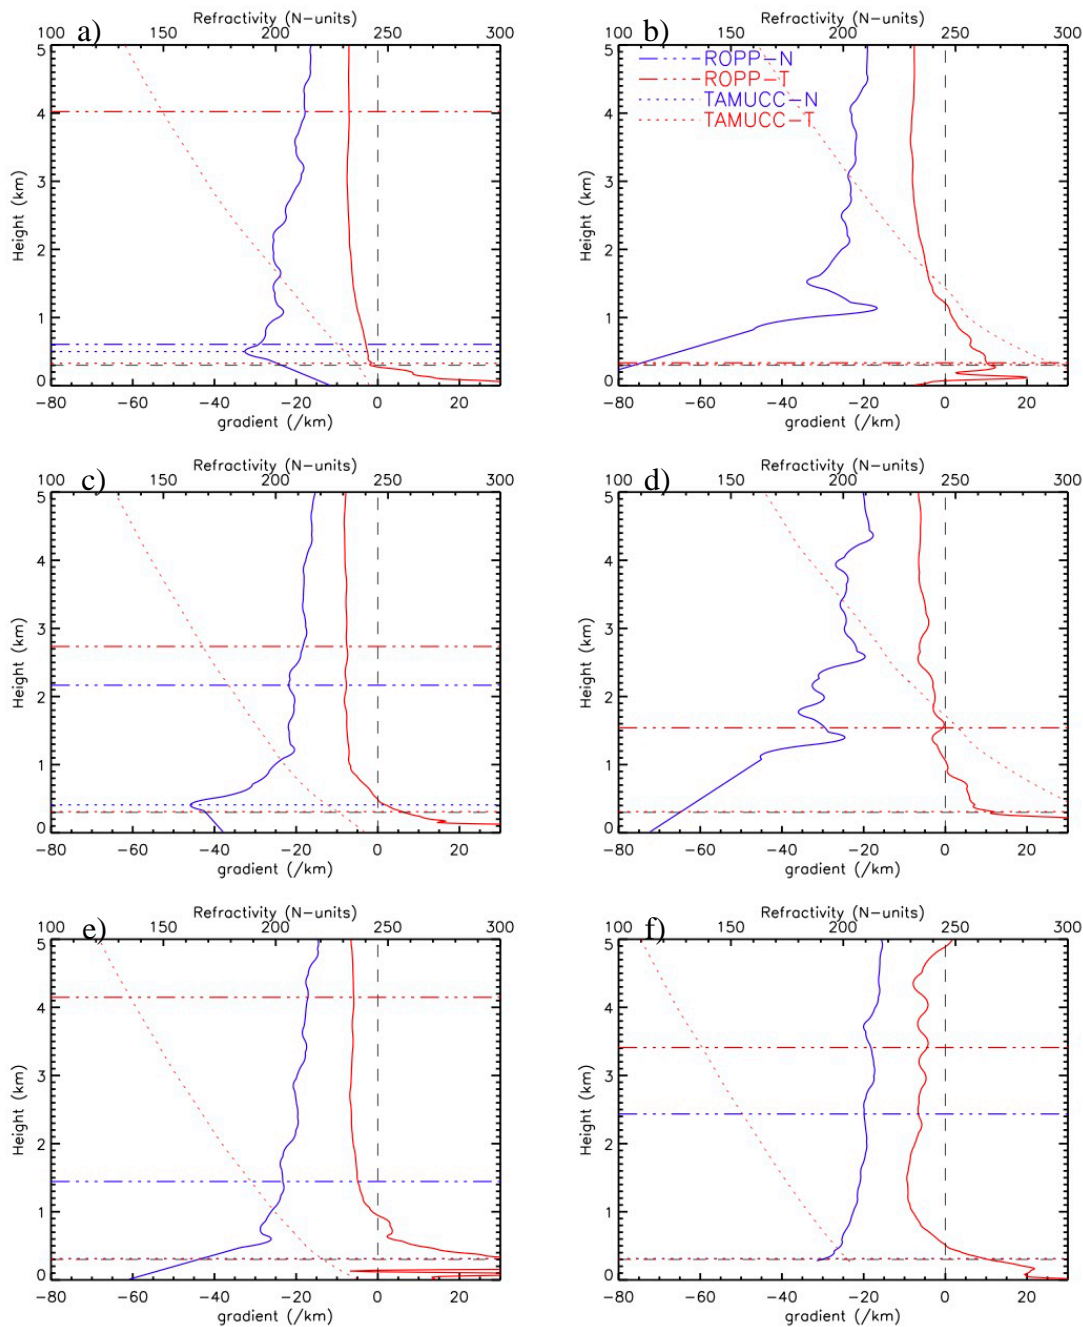 Refractivity (N-units)
Refractivity (N-units)
100 a) 150 200 250 300
100 b) 150 200 250 300
ROPP-N
ROPP-T
TAMUCC-N
TAMUCC-T
5
4
3
2
1
0
Height (km)
5
4
3
2
1
0
Height (km)
-80 -60 -40 -20 0 20
-80 -60 -40 -20 0 20
gradient (/km)
gradient (/km)
Refractivity (N-units)
Refractivity (N-units)
100 c) 150 200 250 300
100 d) 150 200 250 300
5
4
3
2
1
0
Height (km)
5
4
3
2
1
0
Height (km)
-80 -60 -40 -20 0 20
-80 -60 -40 -20 0 20
gradient (/km)
gradient (/km)
Refractivity (N-units)
Refractivity (N-units)
100 e) 150 200 250 300
100 f) 150 200 250 300
5
4
3
2
1
0
Height (km)
5
4
3
2
1
0
Height (km)
-80 -60 -40 -20 0 20
-80 -60 -40 -20 0 20
gradient (/km)
gradient (/km)